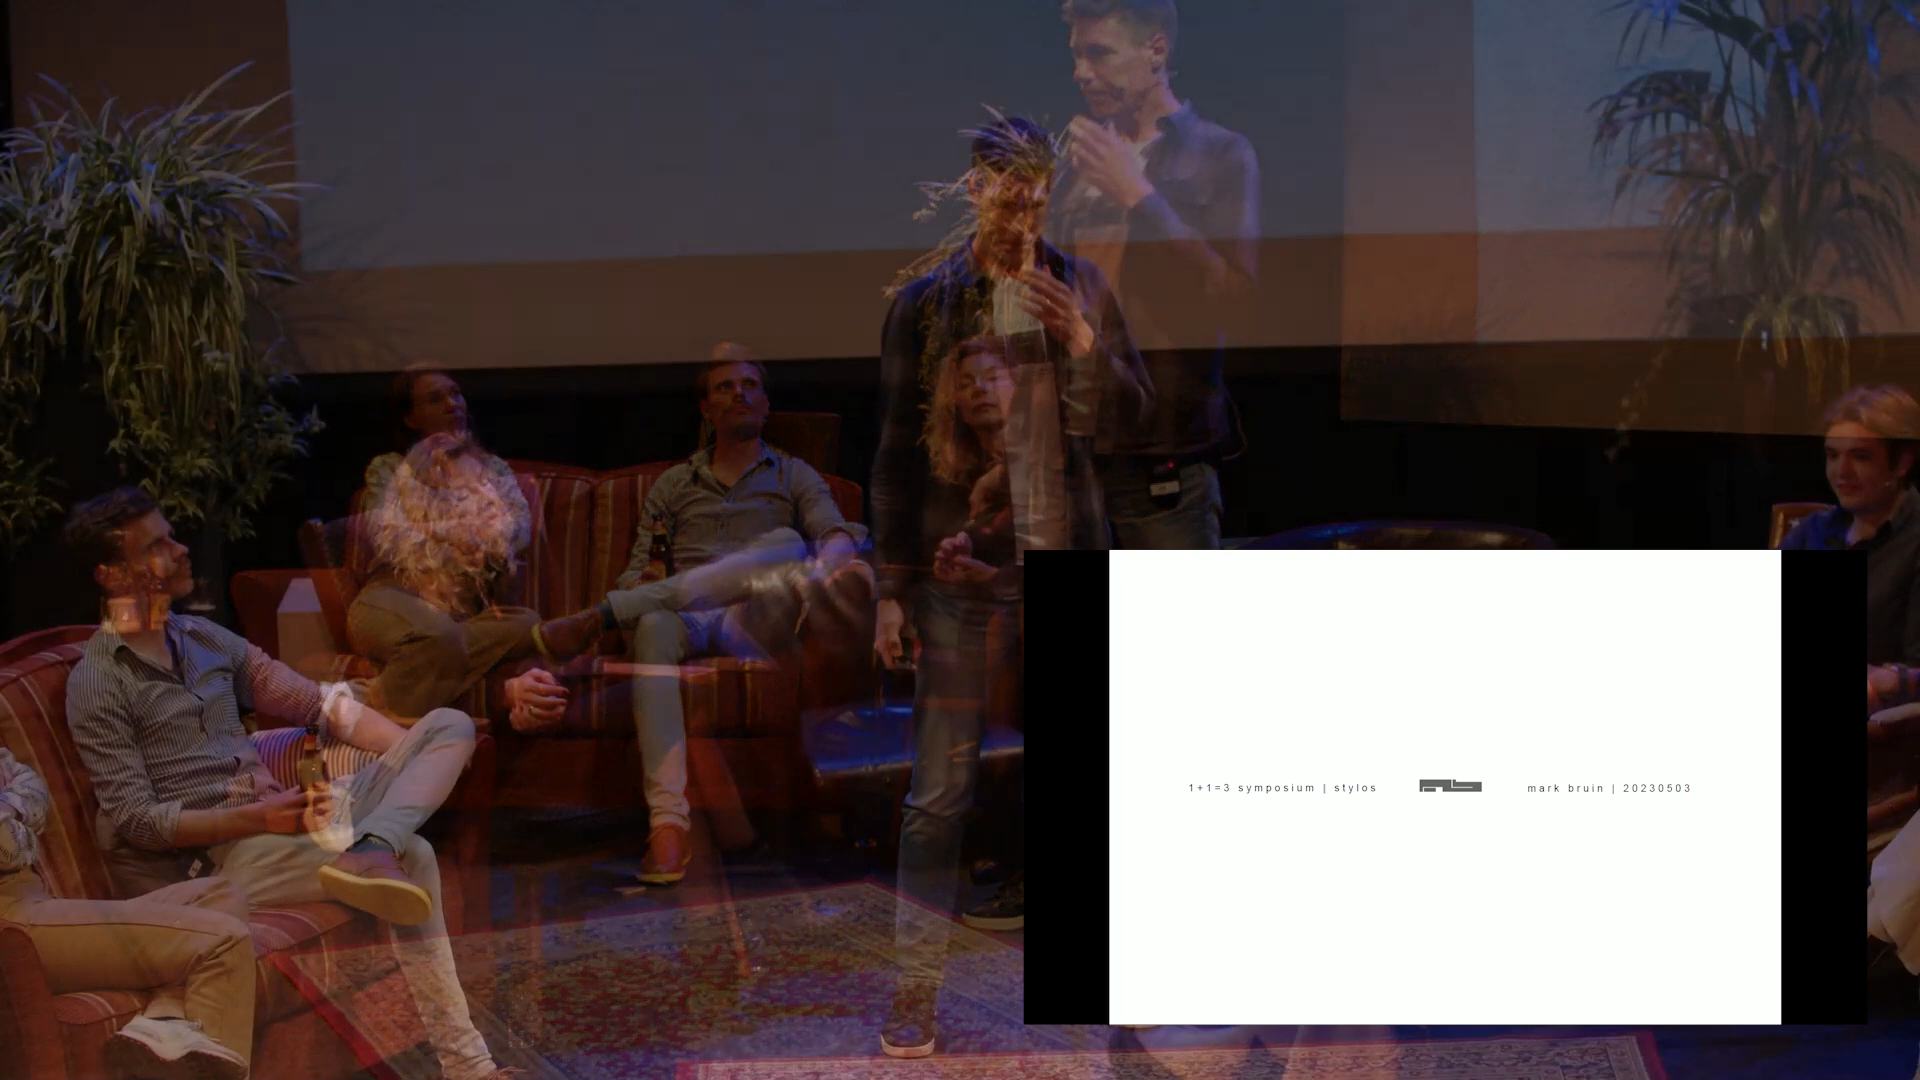 1+1=3 symposium | stylos
mark bruin | 20230503